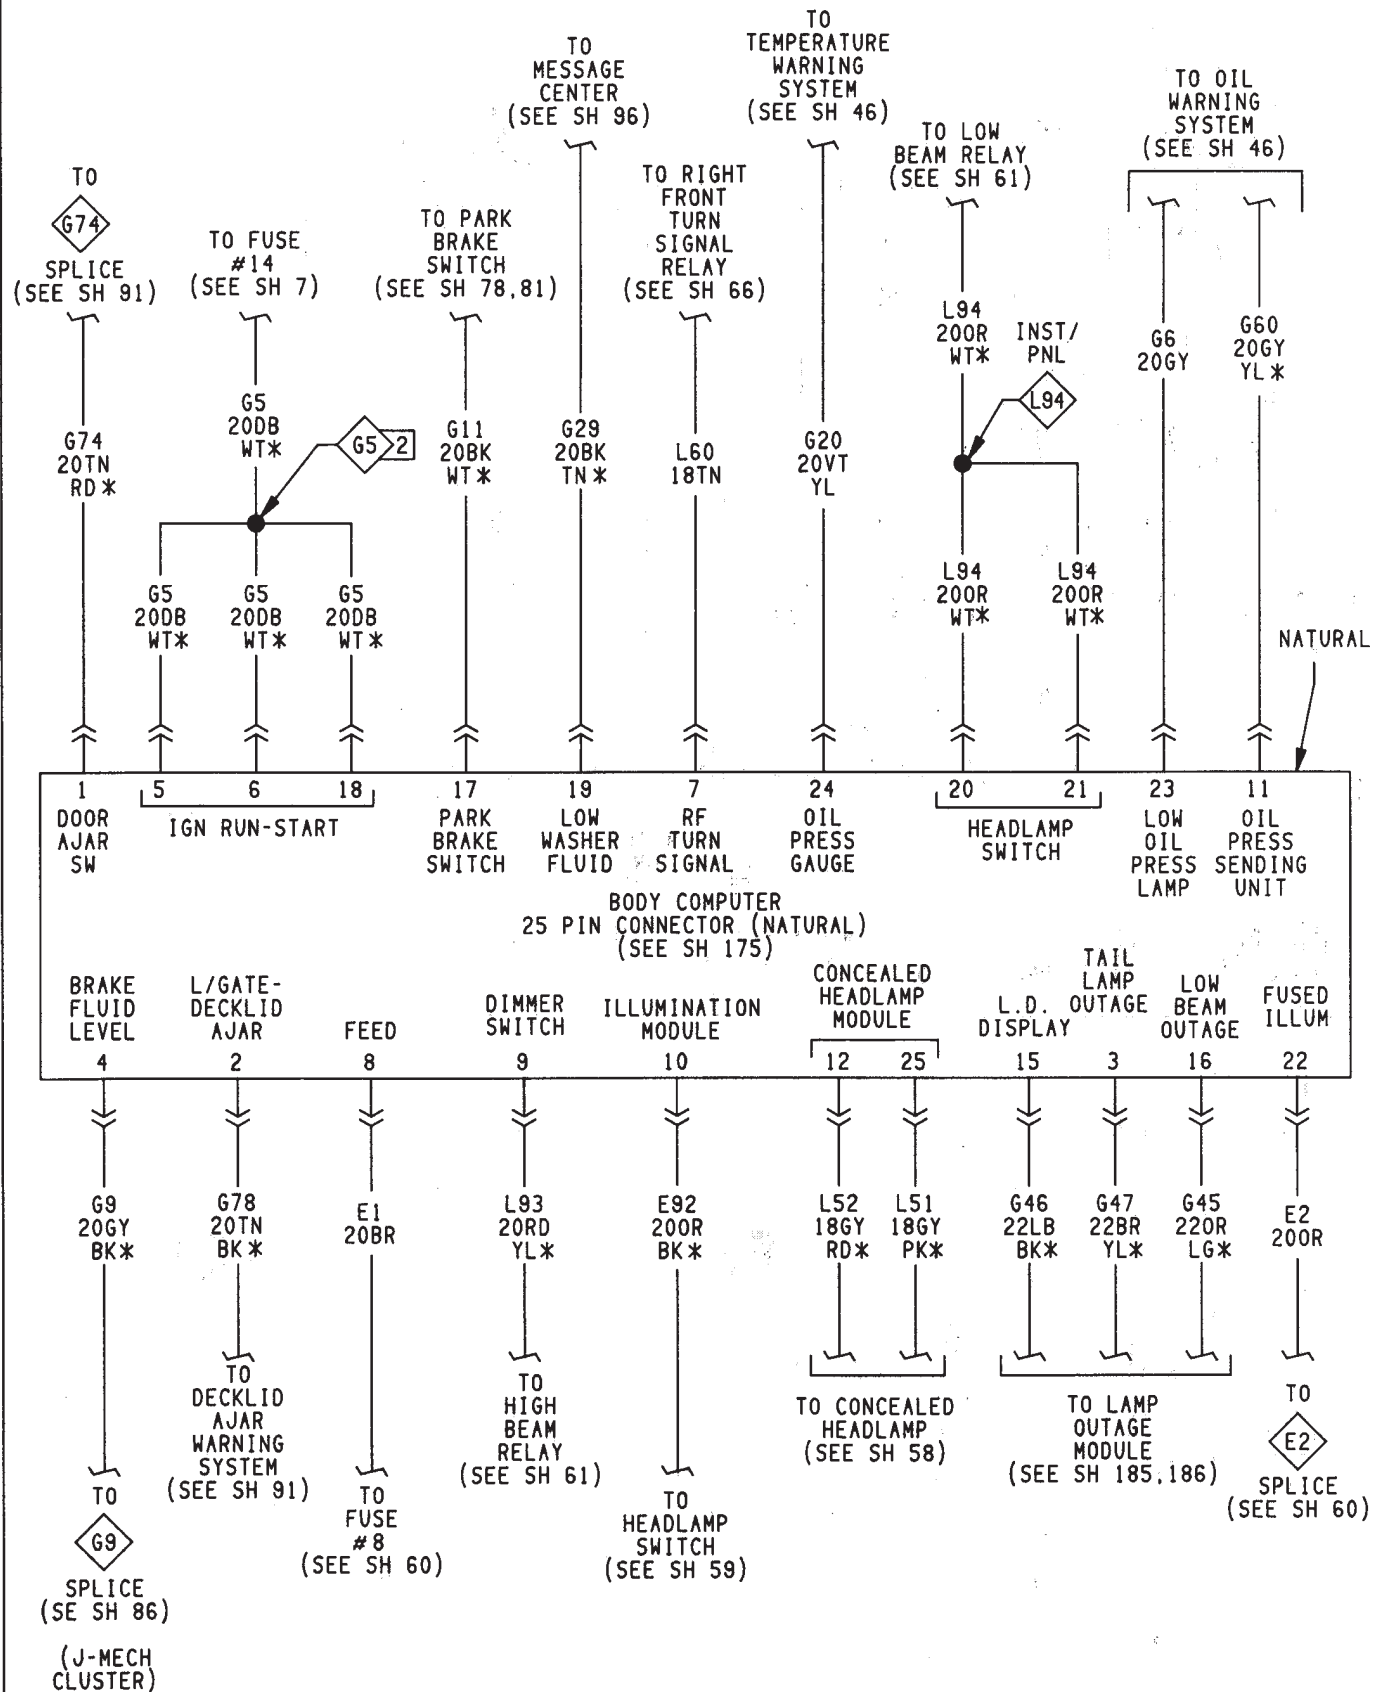 TO
G74
SPLICE
(SEE SH 91)
G74
20TN
RD*
TO FUSE
#14
(SEE SH 7)
G5
20DB
WT*
G5 2
G5
20DB
WT*
G5
20DB
WT*
G5
20DB
WT*
TO PARK
BRAKE
SWITCH
(SEE SH 78,81)
G11
20BK
WT*
TO
MESSAGE
CENTER
(SEE SH 96)
G29
20BK
TN*
TO RIGHT
FRONT
TURN
SIGNAL
RELAY
(SEE SH 66)
L60
18TN
TO
TEMPERATURE
WARNING
SYSTEM
(SEE SH 46)
G20
20VT
YL
TO LOW
BEAM RELAY
(SEE SH 61)
L94
20OR
WT*
INST/
PNL
L94
L94
20OR
WT*
L94
20OR
WT*
TO OIL
WARNING
SYSTEM
(SEE SH 46)
G6
20GY
G60
20GY
YL*
NATURAL
1
DOOR
AJAR
SW
5 6 18
IGN RUN-START
17
PARK
BRAKE
SWITCH
19
LOW
WASHER
FLUID
7
RF
TURN
SIGNAL
24
OIL
PRESS
GAUGE
20 21
HEADLAMP
SWITCH
23
LOW
OIL
PRESS
LAMP
11
OIL
PRESS
SENDING
UNIT
BODY COMPUTER
25 PIN CONNECTOR (NATURAL)
(SEE SH 175)
BRAKE
FLUID
LEVEL
4
L/GATE-
DECKLID
AJAR
2
FEED
8
DIMMER
SWITCH
9
ILLUMINATION
MODULE
10
CONCEALED
HEADLAMP
MODULE
12 25
L.D.
DISPLAY
15
TAIL
LAMP
OUTAGE
3
LOW
BEAM
OUTAGE
16
FUSED
ILLUM
22
G9
20GY
BK*
TO
G9
SPLICE
(SE SH 86)
(J-MECH
CLUSTER)
G78
20TN
BK*
TO
DECKLID
AJAR
WARNING
SYSTEM
(SEE SH 91)
E1
20BR
TO
FUSE
#8
(SEE SH 60)
L93
20RD
YL*
TO
HIGH
BEAM
RELAY
(SEE SH 61)
E92
20OR
BK*
TO
HEADLAMP
SWITCH
(SEE SH 59)
L52
18GY
RD*
L51
18GY
PK*
TO CONCEALED
HEADLAMP
(SEE SH 58)
G46
22LB
BK*
G47
22BR
YL*
G45
22OR
LG*
TO LAMP
OUTAGE
MODULE
(SEE SH 185,186)
E2
20OR
TO
E2
SPLICE
(SEE SH 60)